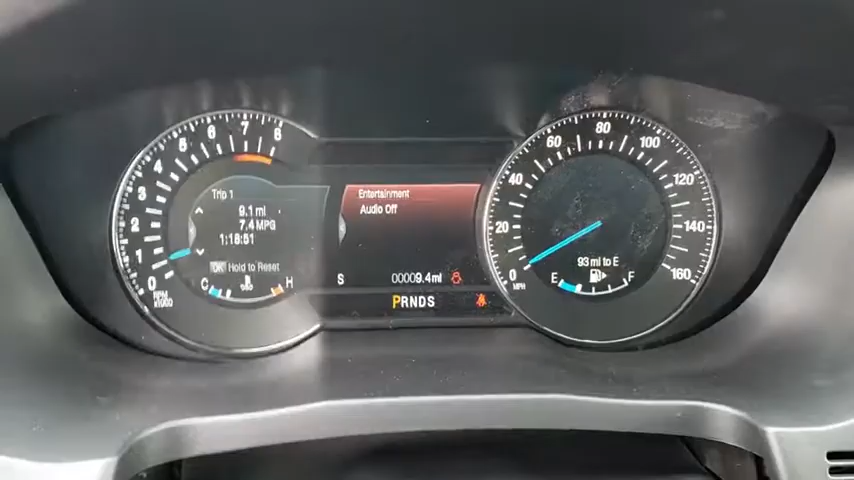 0 1 2 3 4 5 6 7 8
RPM
x1000
Trip 1
9.1 mi
7.4 MPG
1:18:51
OK Hold to Reset
C H
Entertainment
Audio Off
S 00009.4mi
PRNDS
0 20 40 60 80 100 120 140 160
MPH
93 mi to E
E F